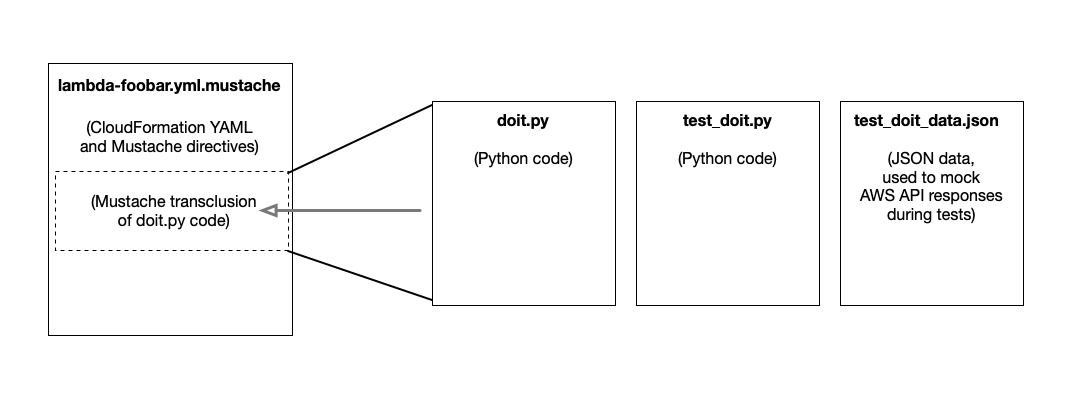 lambda-foobar.yml.mustache
(CloudFormation YAML
and Mustache directives)
(Mustache transclusion
of doit.py code)
doit.py
(Python code)
test_doit.py
(Python code)
test_doit_data.json
(JSON data,
used to mock
AWS API responses
during tests)